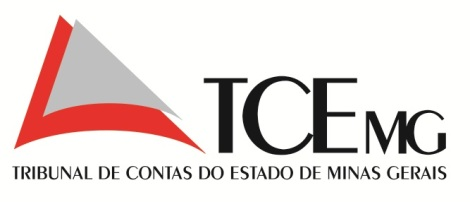 TCEMG
TRIBUNAL DE CONTAS DO ESTADO DE MINAS GERAIS